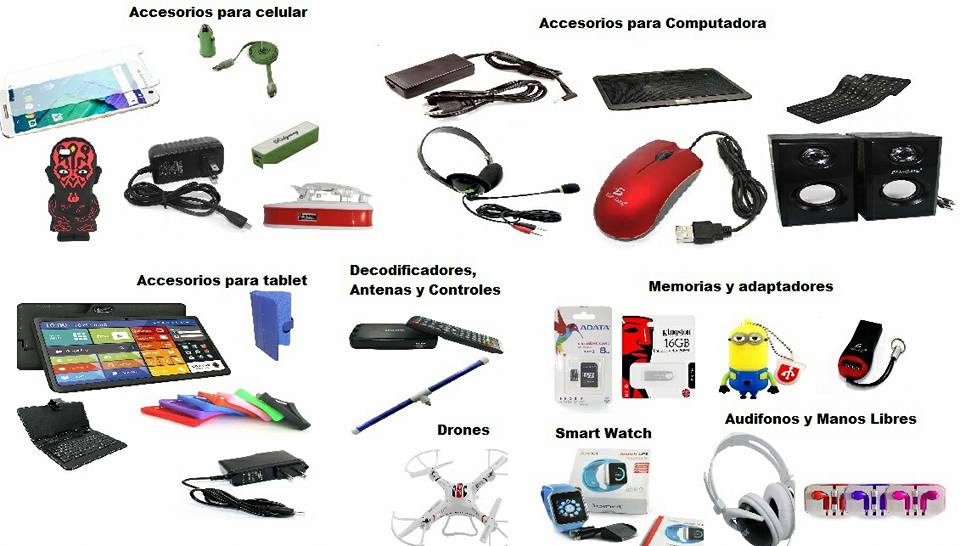 Accesorios para celular
Accesorios para Computadora
Accesorios para tablet
Decodificadores,
Antenas y Controles
Memorias y adaptadores
ADATA
8
Kingston
16GB
Drones
Smart Watch
Audifonos y Manos Libres